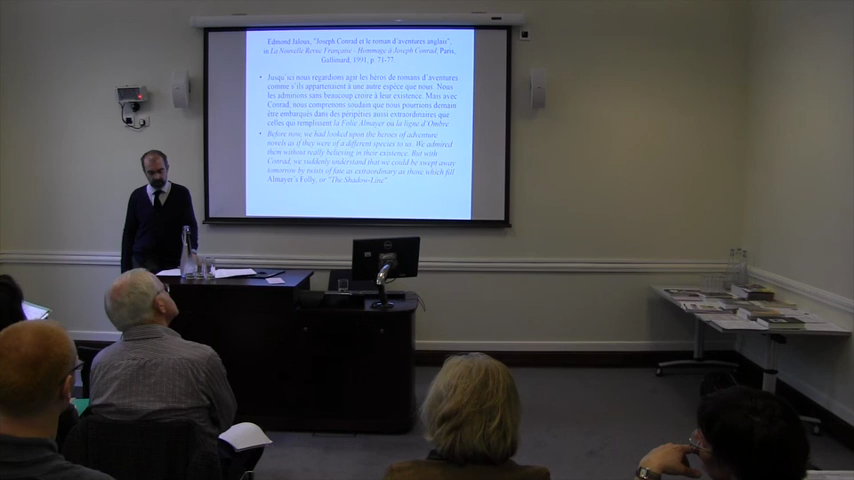 Edmond Jaloux, "Joseph Conrad et le roman d'aventures anglais",
in La Nouvelle Revue Française - Hommage à Joseph Conrad, Paris,
Gallimard, 1991, p. 71-77.
• Jusqu'ici nous regardions agir les héros de romans d'aventures
comme s'ils appartenaient à une autre espèce que nous. Nous
les admirions sans beaucoup croire à leur existence. Mais avec
Conrad, nous comprenons soudain que nous pourrions demain
être embarqués dans des péripéties aussi extraordinaires que
celles qui remplissent la Folie Almayer ou la ligne d'Ombre.
• Before now, we had looked upon the heroes of adventure
novels as if they were of a different species to us. We admired
them without really believing in their existence. But with
Conrad, we suddenly understand that we could be swept away
tomorrow by twists of fate as extraordinary as those which fill
Almayer's Folly, or "The Shadow-Line"
DELL